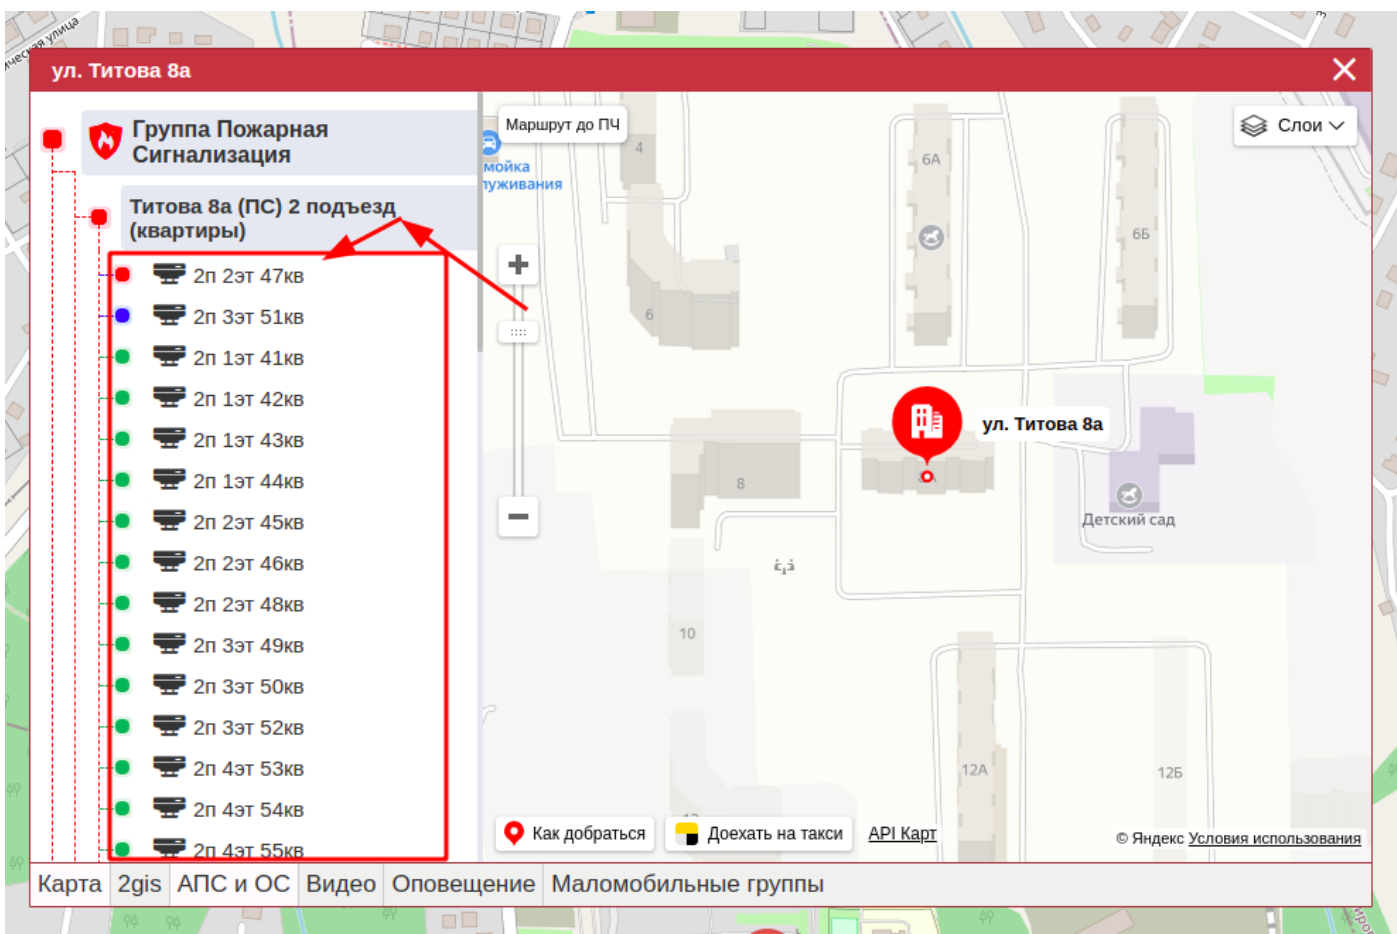 ул. Титова 8а
Группа Пожарная
Сигнализация
Титова 8а (ПС) 2 подъезд
(квартиры)
2п 2эт 47кв
2п 3эт 51кв
2п 1эт 41кв
2п 1эт 42кв
2п 1эт 43кв
2п 1эт 44кв
2п 2эт 45кв
2п 2эт 46кв
2п 2эт 48кв
2п 3эт 49кв
2п 3эт 50кв
2п 3эт 52кв
2п 4эт 53кв
2п 4эт 54кв
2п 4эт 55кв
Маршрут до ПЧ
Слои
мойка
луживания
4
6А
6Б
6
ул. Титова 8а
8
Детский сад
10
12А
12Б
Как добраться
Доехать на такси
API Карт
© Яндекс Условия использования
Карта
2gis
АПС и ОС
Видео
Оповещение
Маломобильные группы